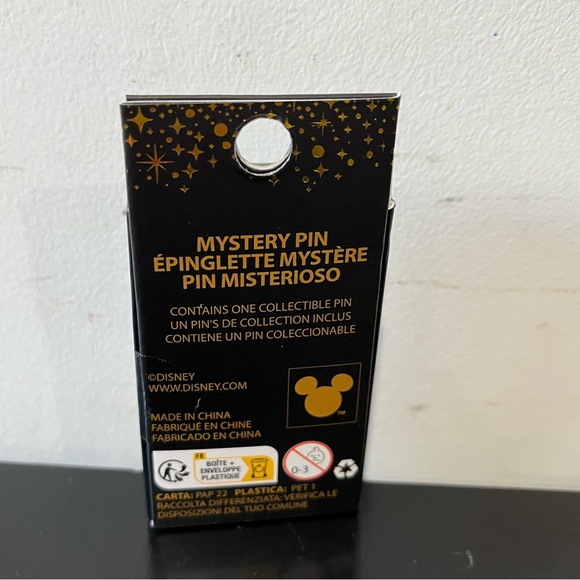 MYSTERY PIN
ÉPINGLETTE MYSTÈRE
PIN MISTERIOSO
CONTAINS ONE COLLECTIBLE PIN
UN PIN'S DE COLLECTION INCLUS
CONTIENE UN PIN COLECCIONABLE
©DISNEY
WWW.DISNEY.COM
TM
MADE IN CHINA
FABRIQUÉ EN CHINE
FABRICADO EN CHINA
FR
BOÎTE +
ENVELOPPE
PLASTIQUE
0-3
CARTA: PAP 22 PLASTICA: PET 1
RACCOLTA DIFFERENZIATA: VERIFICA LE
DISPOSIZIONI DEL TUO COMUNE